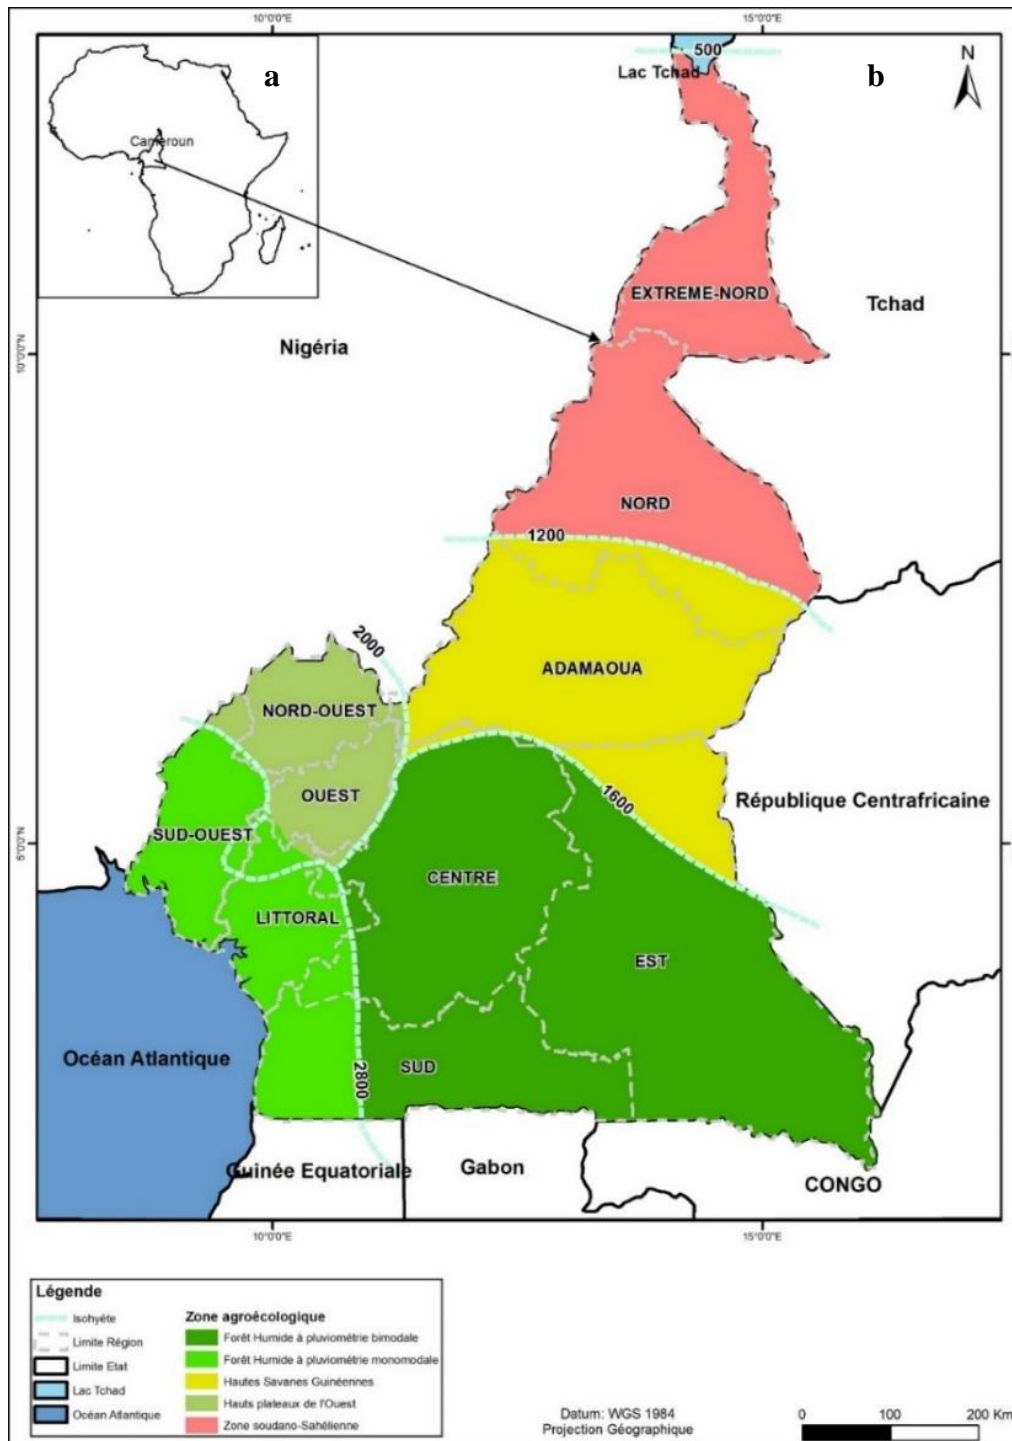 10°0'0"E
15°0'0"E
a
Cameroun
500
Lac Tchad
b
N
EXTREME-NORD
Tchad
Nigéria
10°0'0"N
NORD
1200
2000
ADAMAOUA
NORD-OUEST
OUEST
1600
République Centrafricaine
SUD-OUEST
5°0'0"N
CENTRE
LITTORAL
EST
Océan Atlantique
SUD
2800
Guinée Equatoriale
Gabon
CONGO
10°0'0"E
15°0'0"E
Légende
Isohyète
Limite Région
Limite Etat
Lac Tchad
Océan Atlantique
Zone agroécologique
Forêt Humide à pluviométrie bimodale
Forêt Humide à pluviométrie monomodale
Hautes Savanes Guinéennes
Hauts plateaux de l'Ouest
Zone soudano-Sahélienne
Datum: WGS 1984
Projection Géographique
0 100 200 Km